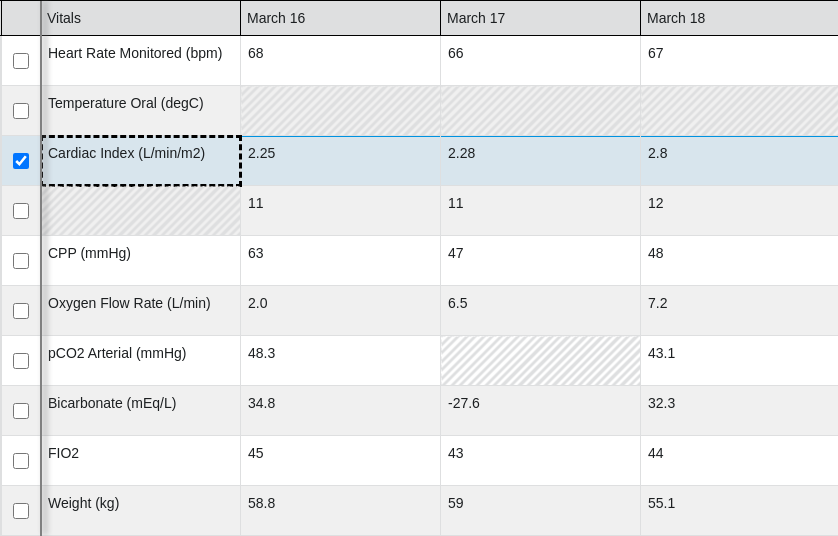 Vitals March 16 March 17 March 18
Heart Rate Monitored (bpm) 68 66 67
Temperature Oral (degC)
Cardiac Index (L/min/m2) 2.25 2.28 2.8
11 11 12
CPP (mmHg) 63 47 48
Oxygen Flow Rate (L/min) 2.0 6.5 7.2
pCO2 Arterial (mmHg) 48.3 43.1
Bicarbonate (mEq/L) 34.8 -27.6 32.3
FIO2 45 43 44
Weight (kg) 58.8 59 55.1